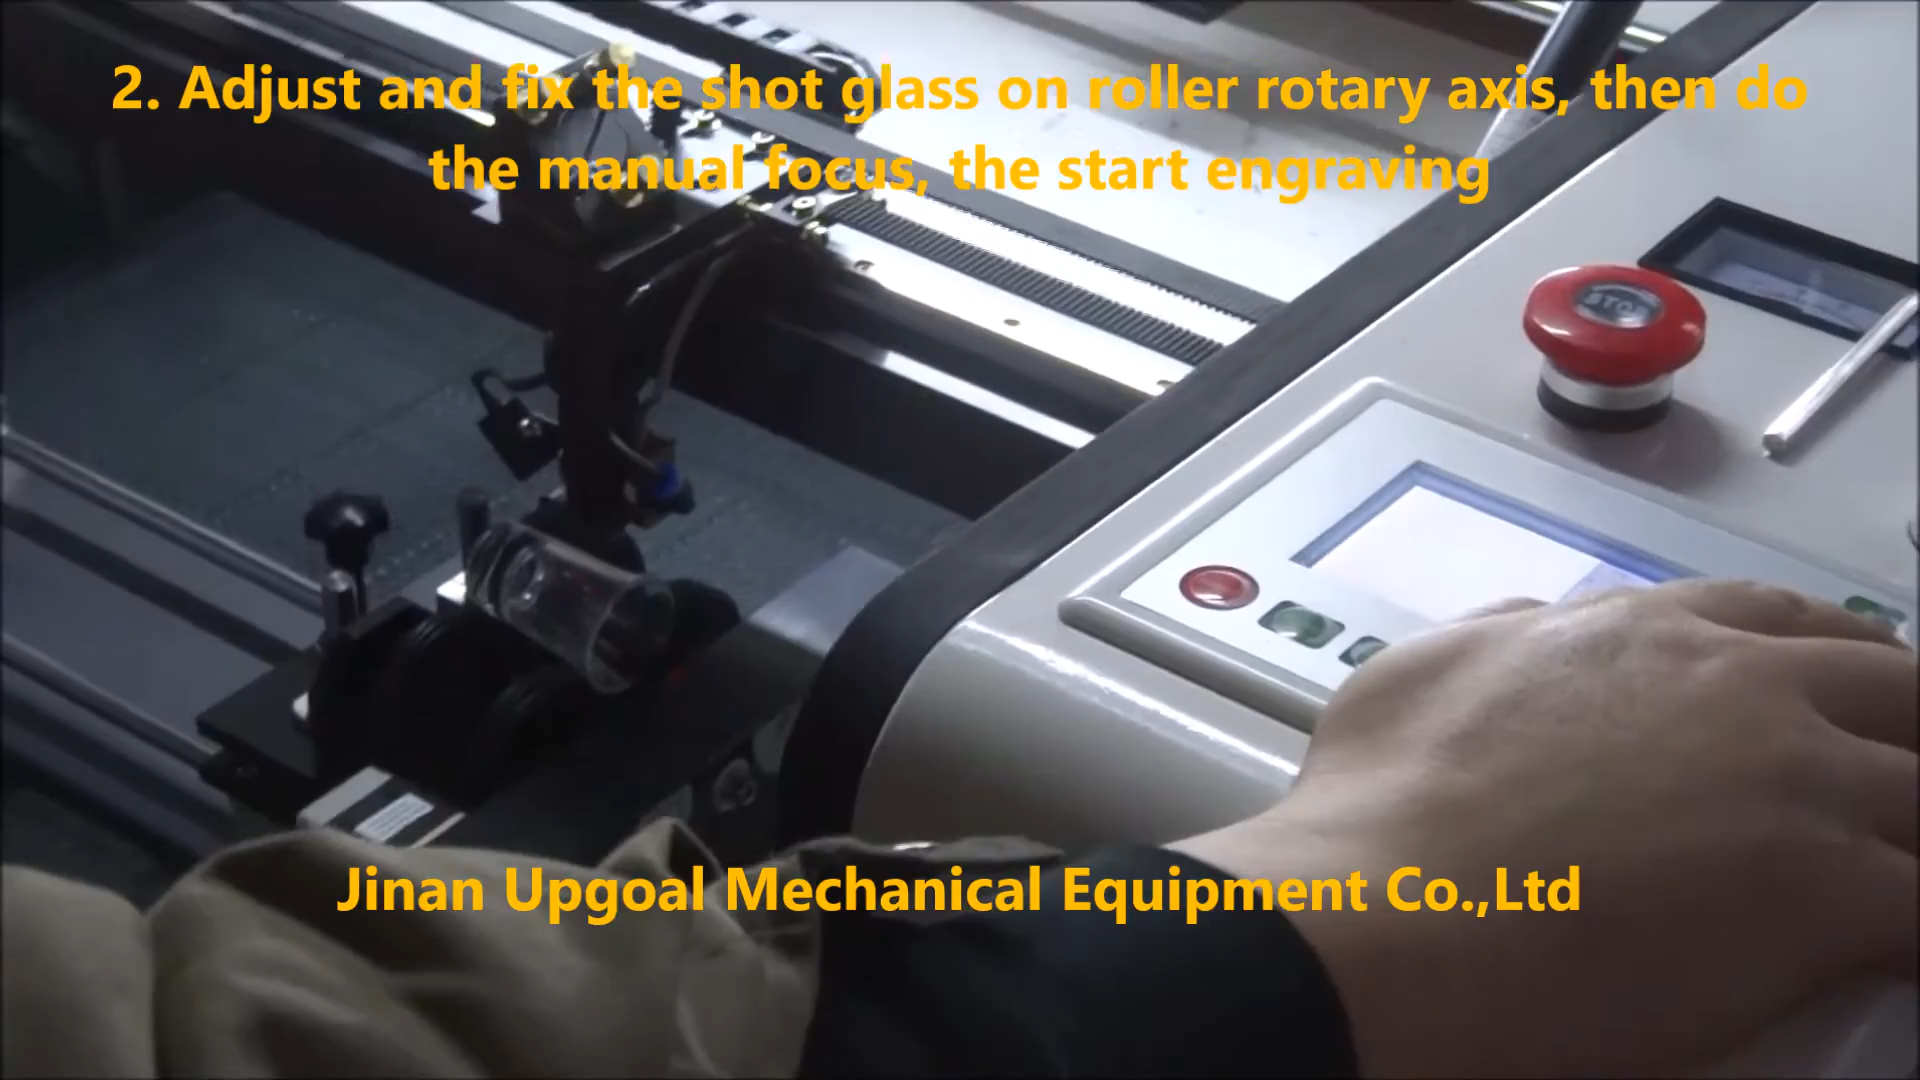 2. Adjust and fix the shot glass on roller rotary axis, then do
the manual focus, the start engraving
STOP
Jinan Upgoal Mechanical Equipment Co.,Ltd